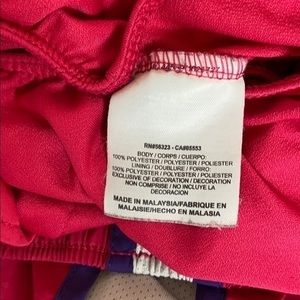 RN#56323 - CA#05553
BODY / CORPS / CUERPO:
100% POLYESTER / POLYESTER / POLIESTER
LINING / DOUBLURE / FORRO:
100% POLYESTER / POLYESTER / POLIESTER
EXCLUSIVE OF DECORATION / DECORATION
NON COMPRISE / NO INCLUYE LA
DECORACION
MADE IN MALAYSIA/FABRIQUE EN
MALAISIE/HECHO EN MALASIA